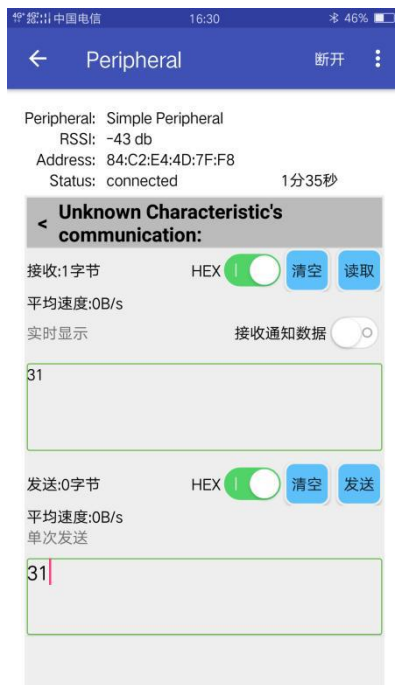 中国电信 16:30 46%
← Peripheral 断开
Peripheral: Simple Peripheral
RSSI: -43 db
Address: 84:C2:E4:4D:7F:F8
Status: connected 1分35秒
< Unknown Characteristic's
communication:
接收:1字节 HEX 清空 读取
平均速度:0B/s
实时显示 接收通知数据
31
发送:0字节 HEX 清空 发送
平均速度:0B/s
单次发送
31